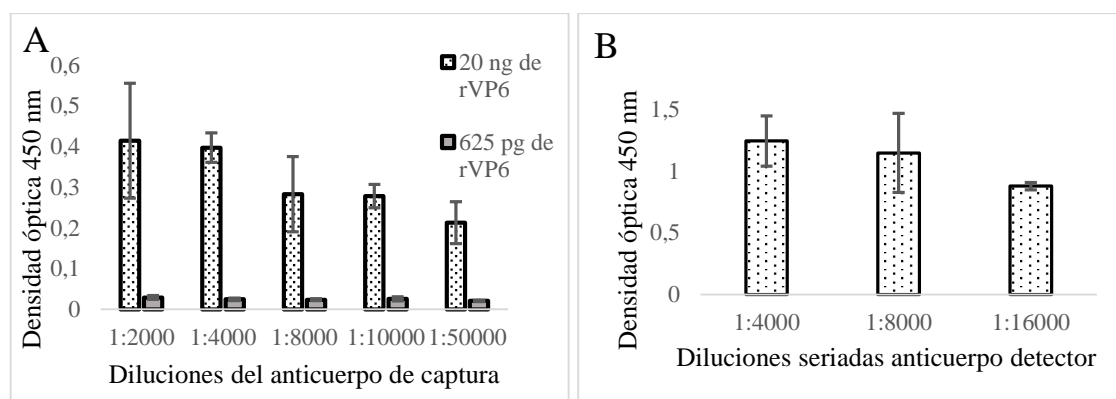 A
Densidad óptica 450 nm
0,6
0,5
0,4
0,3
0,2
0,1
0
20 ng de
rVP6
625 pg de
rVP6
1:2000 1:4000 1:8000 1:10000 1:50000
Diluciones del anticuerpo de captura
B
Densidad óptica 450 nm
1,5
1
0,5
0
1:4000 1:8000 1:16000
Diluciones seriadas anticuerpo detector